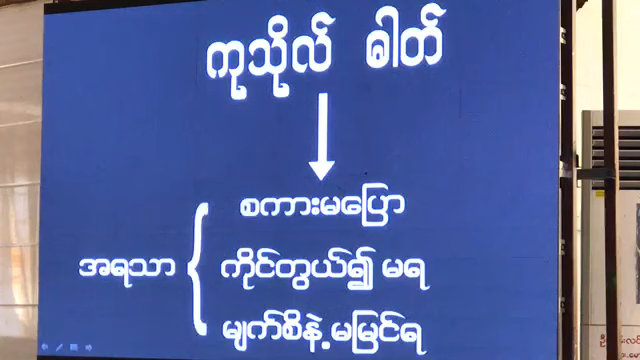 ကုသိုလ် ဓါတ်
စကားမပြော
အရသာ
ကိုင်တွယ်၍ မရ
မျက်စိနဲ့ မမြင်ရ